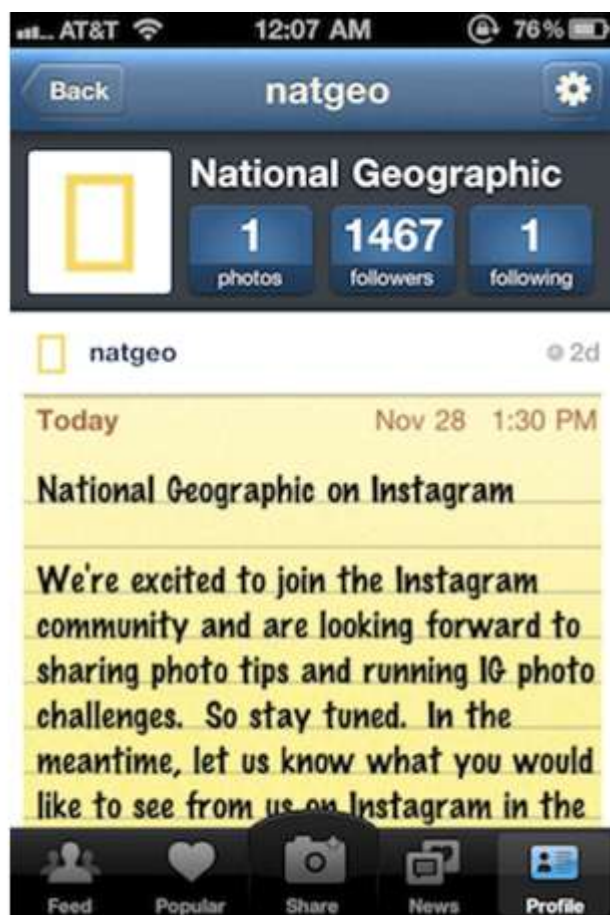 AT&T 12:07 AM 76%
Back natgeo
National Geographic
1 1467 1
photos followers following
natgeo 2d
Today Nov 28 1:30 PM
National Geographic on Instagram
We're excited to join the Instagram
community and are looking forward to
sharing photo tips and running IG photo
challenges. So stay tuned. In the
meantime, let us know what you would
like to see from us on Instagram in the
Feed Popular Share News Profile